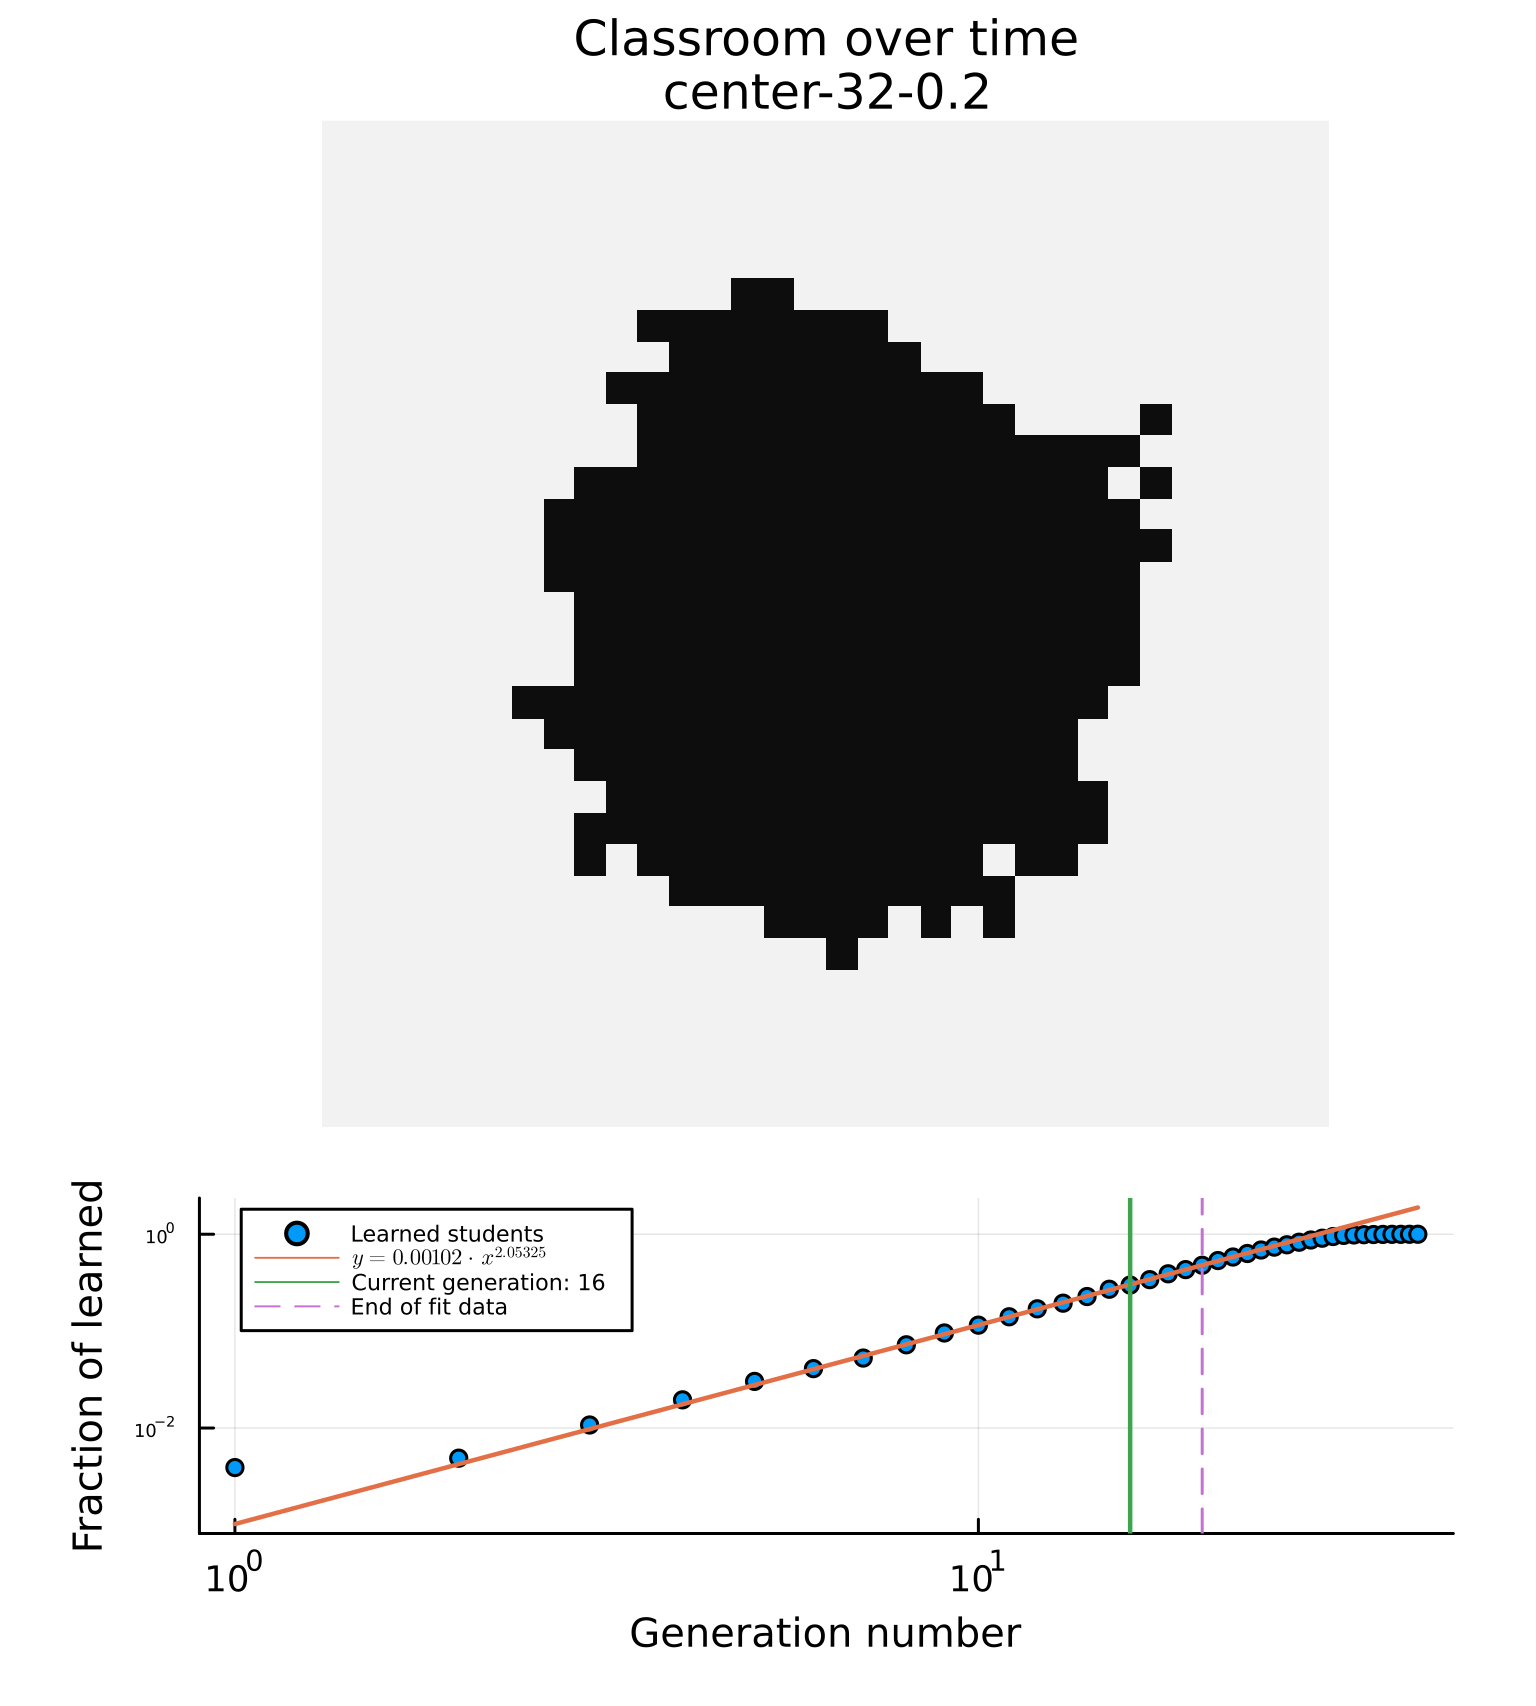 Classroom over time
center-32-0.2
Fraction of learned
10^0
10^-2
Learned students
y = 0.00102 · x^2.05325
Current generation: 16
End of fit data
10^0
10^1
Generation number